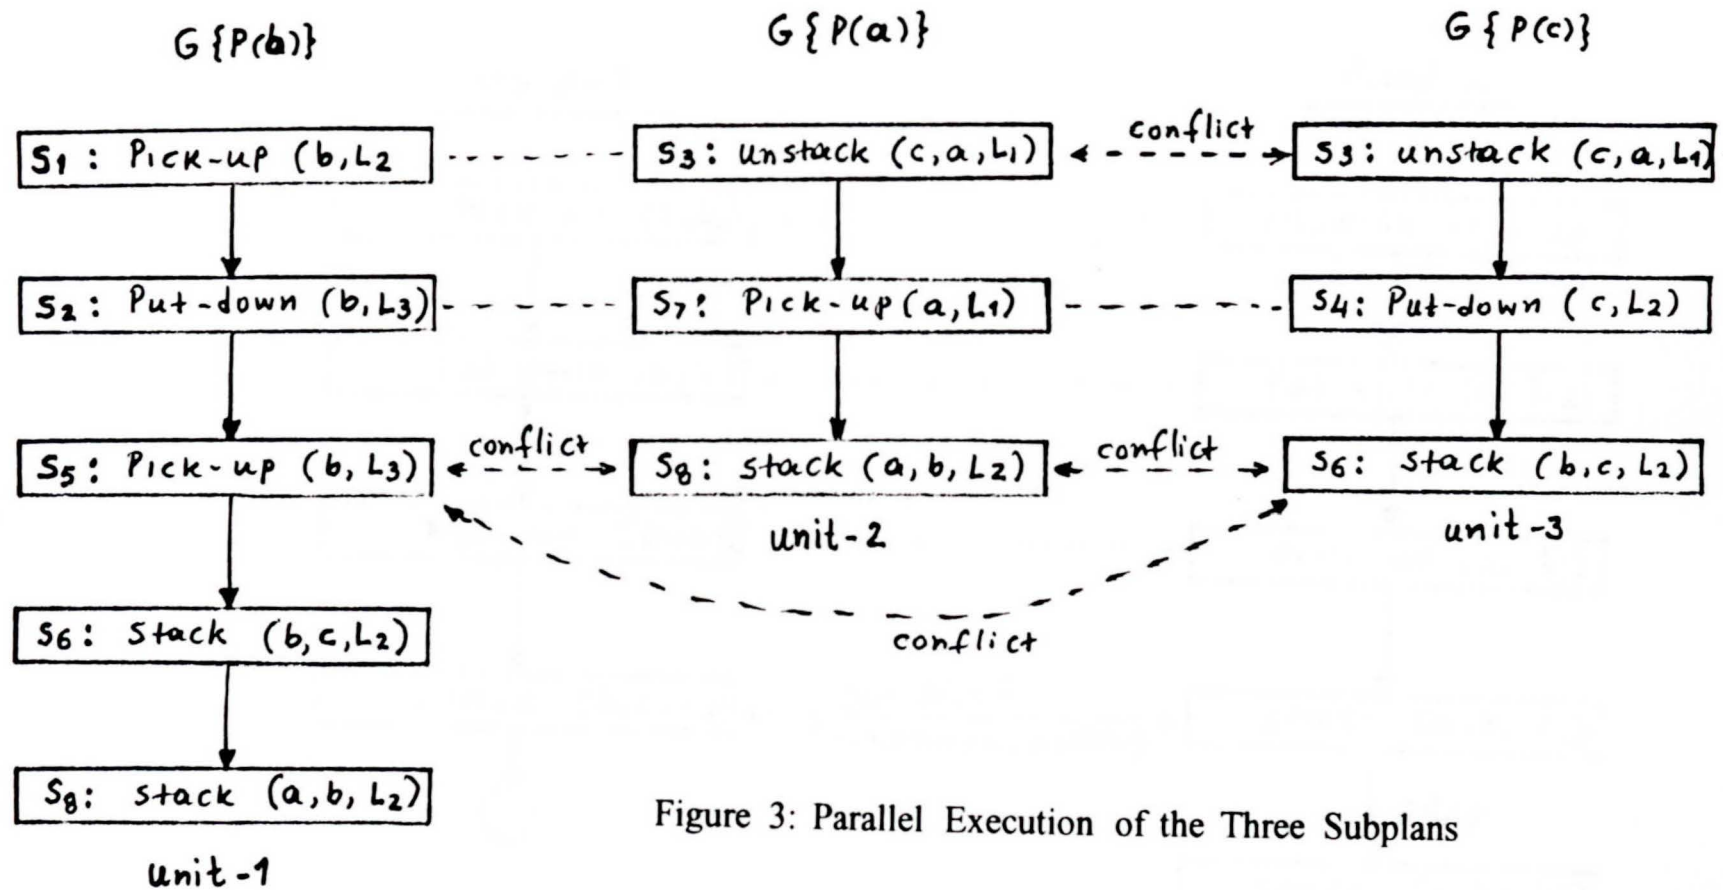 G{P(b)}
G{P(a)}
G{P(c)}
S1: Pick-up (b,L2
S3: unstack (c,a,L1)
conflict
S3: unstack (c,a,L1)
S2: Put-down (b,L3)
S7: Pick-up(a,L1)
S4: Put-down (c,L2)
S5: Pick-up (b,L3)
conflict
S8: stack (a,b,L2)
conflict
S6: stack (b,c,L2)
unit-2
unit-3
conflict
S6: stack (b,c,L2)
S8: stack (a,b,L2)
unit-1
Figure 3: Parallel Execution of the Three Subplans